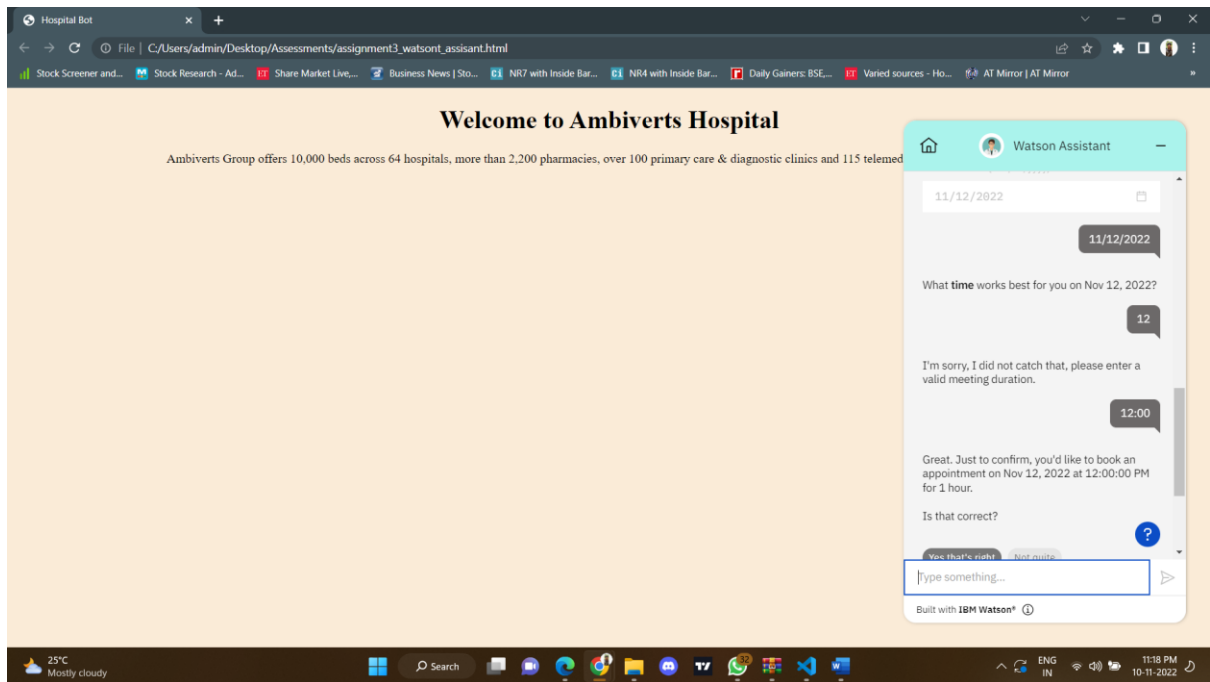 Hospital Bot
File
C:/Users/admin/Desktop/Assessments/assignment3_watsont_assisant.html
Stock Screener and...
Stock Research - Ad...
ET
Share Market Live,...
Business News | Sto...
NR7 with Inside Bar...
NR4 with Inside Bar...
Daily Gainers: BSE,...
ET
Varied sources - Ho...
AT Mirror | AT Mirror
»
Welcome to Ambiverts Hospital
Ambiverts Group offers 10,000 beds across 64 hospitals, more than 2,200 pharmacies, over 100 primary care & diagnostic clinics and 115 telemed
Watson Assistant
11/12/2022
11/12/2022
What time works best for you on Nov 12, 2022?
12
I'm sorry, I did not catch that, please enter a
valid meeting duration.
12:00
Great. Just to confirm, you'd like to book an
appointment on Nov 12, 2022 at 12:00:00 PM
for 1 hour.
Is that correct?
?
Yes that's right
Not quite
Type something...
Built with IBM Watson®
25°C
Mostly cloudy
Search
ENG
IN
11:18 PM
10-11-2022